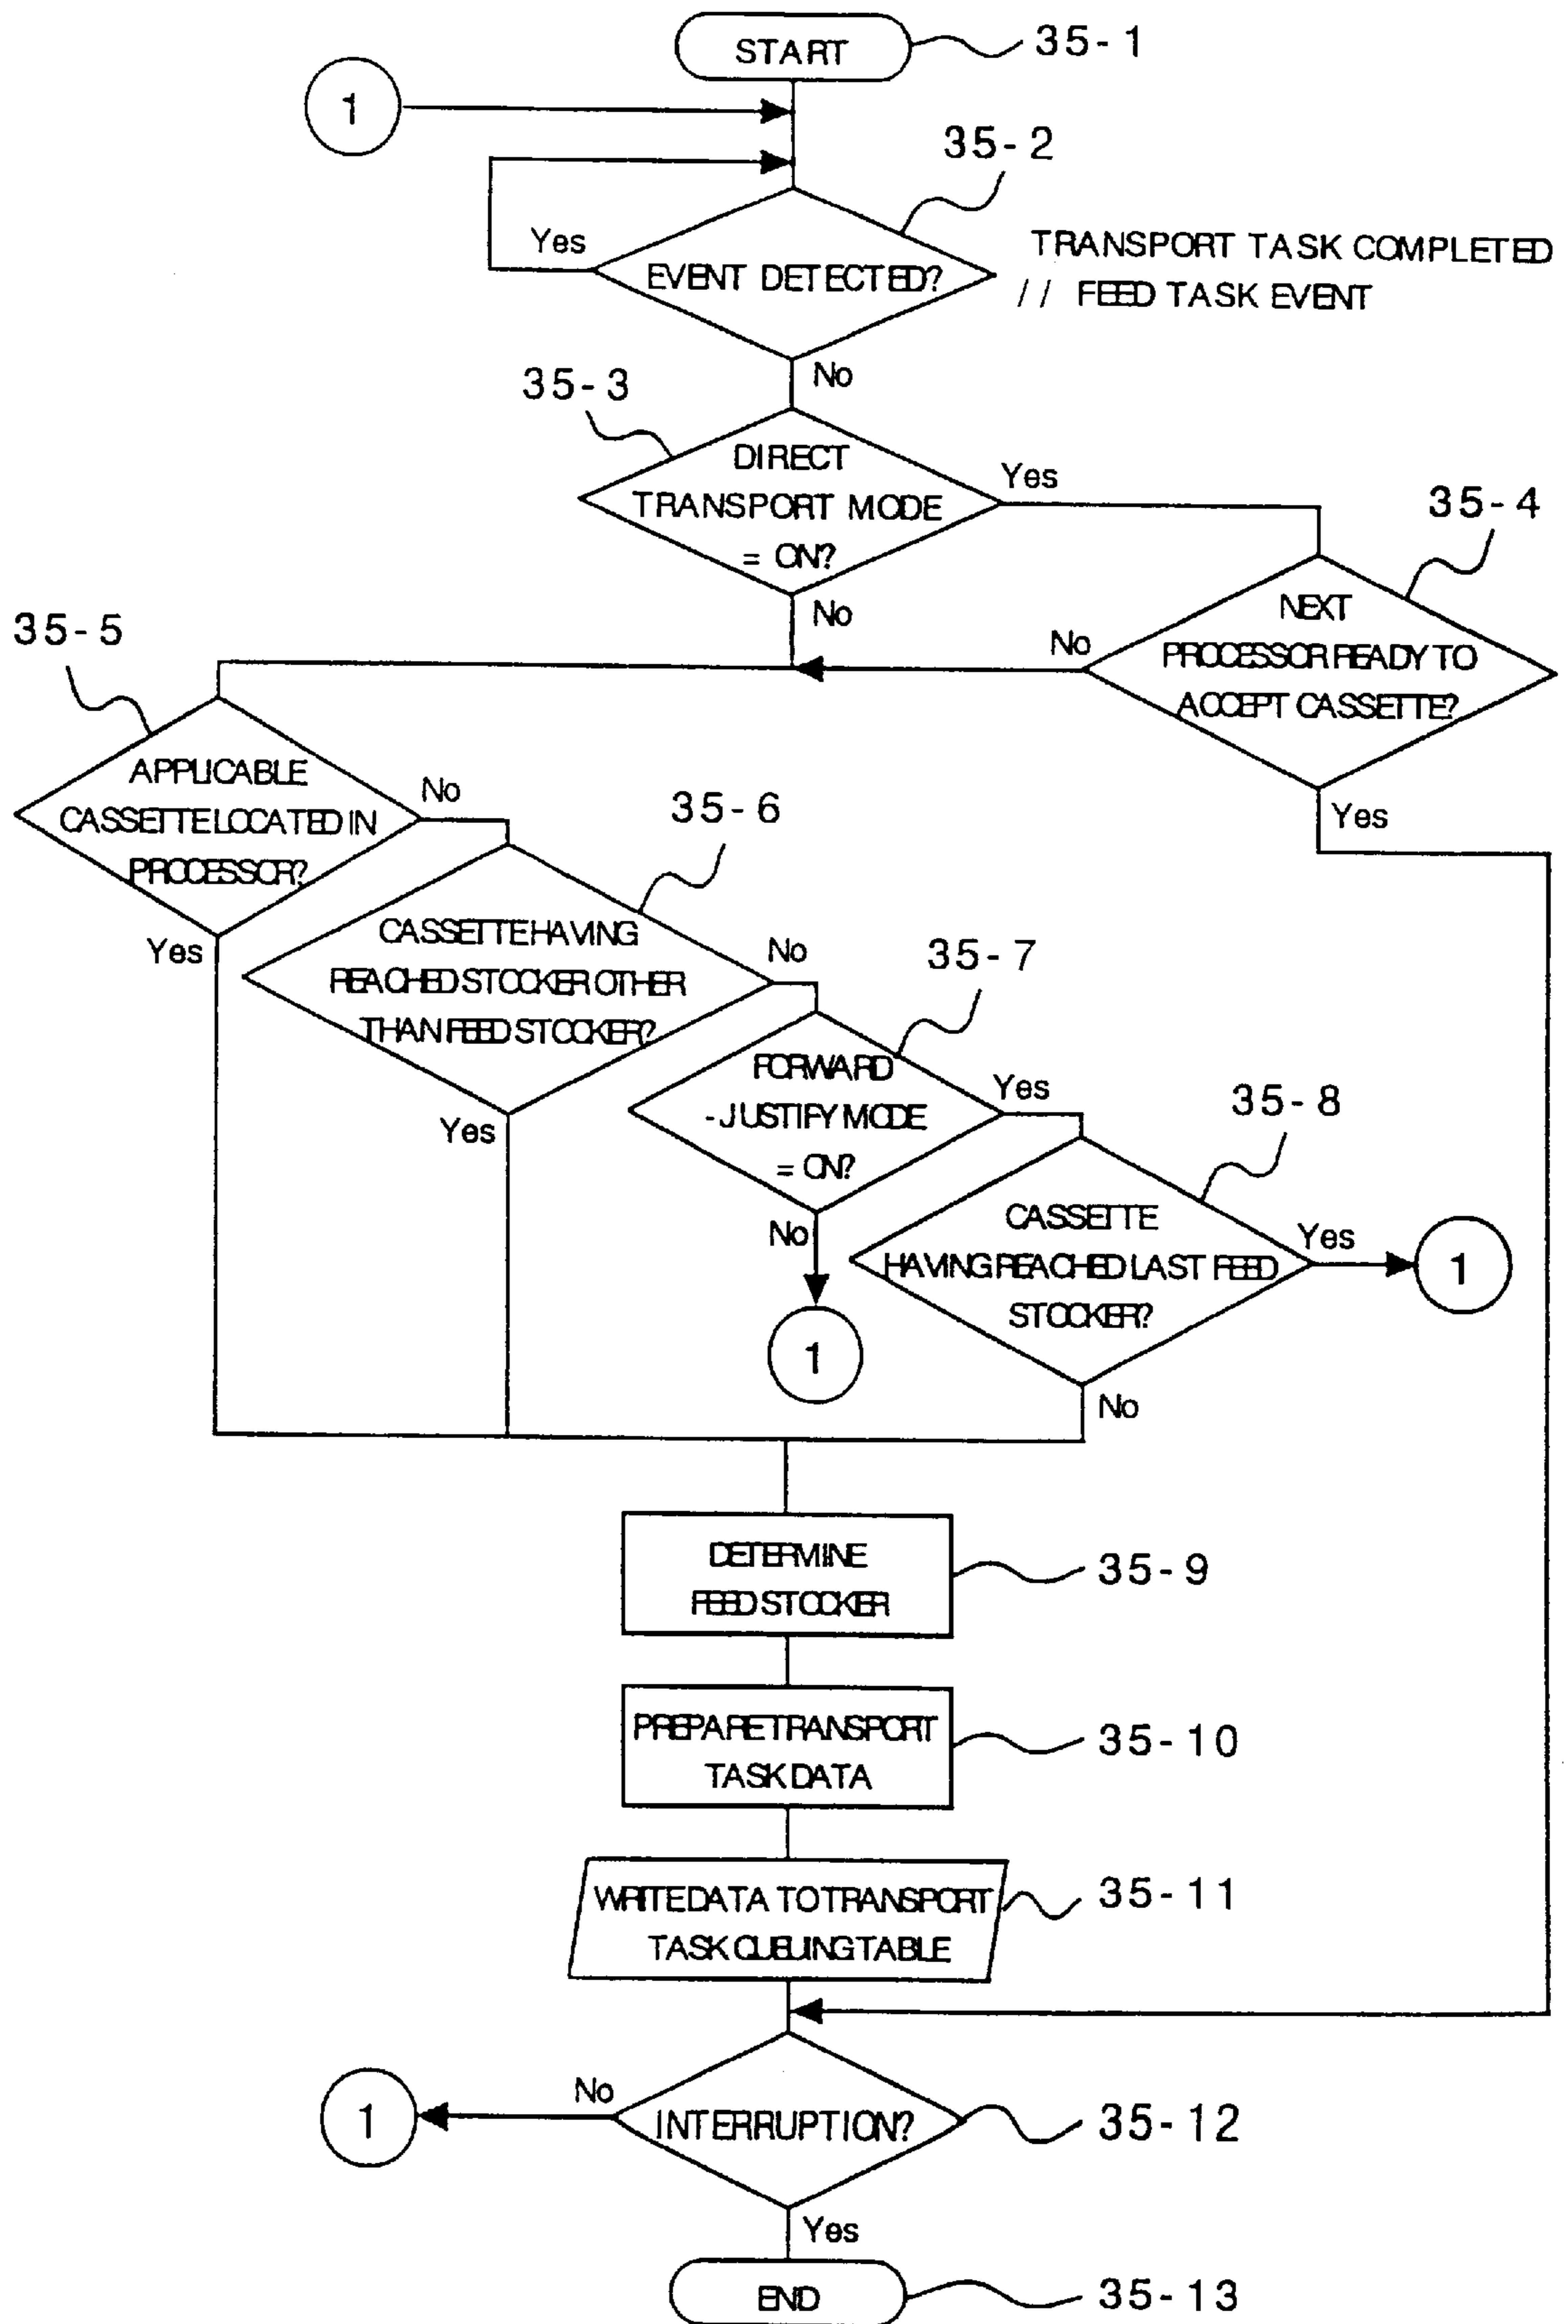 START
35-1
1
35-2
Yes
EVENT DETECTED?
TRANSPORT TASK COMPLETED
// FEED TASK EVENT
No
35-3
DIRECT
TRANSPORT MODE
= ON?
Yes
No
35-4
NEXT
PROCESSOR READY TO
ACCEPT CASSETTE?
No
Yes
35-5
APPLICABLE
CASSETTE LOCATED IN
PROCESSOR?
No
Yes
35-6
CASSETTE HAVING
REACHED STOCKER OTHER
THAN FEED STOCKER?
No
Yes
35-7
FORWARD
-JUSTIFY MODE
= ON?
Yes
No
1
35-8
CASSETTE
HAVING REACHED LAST FEED
STOCKER?
Yes
1
No
DETERMINE
FEED STOCKER
35-9
PREPARE TRANSPORT
TASK DATA
35-10
WRITE DATA TO TRANSPORT
TASK QUEUING TABLE
35-11
1
No
INTERRUPTION?
35-12
Yes
END
35-13